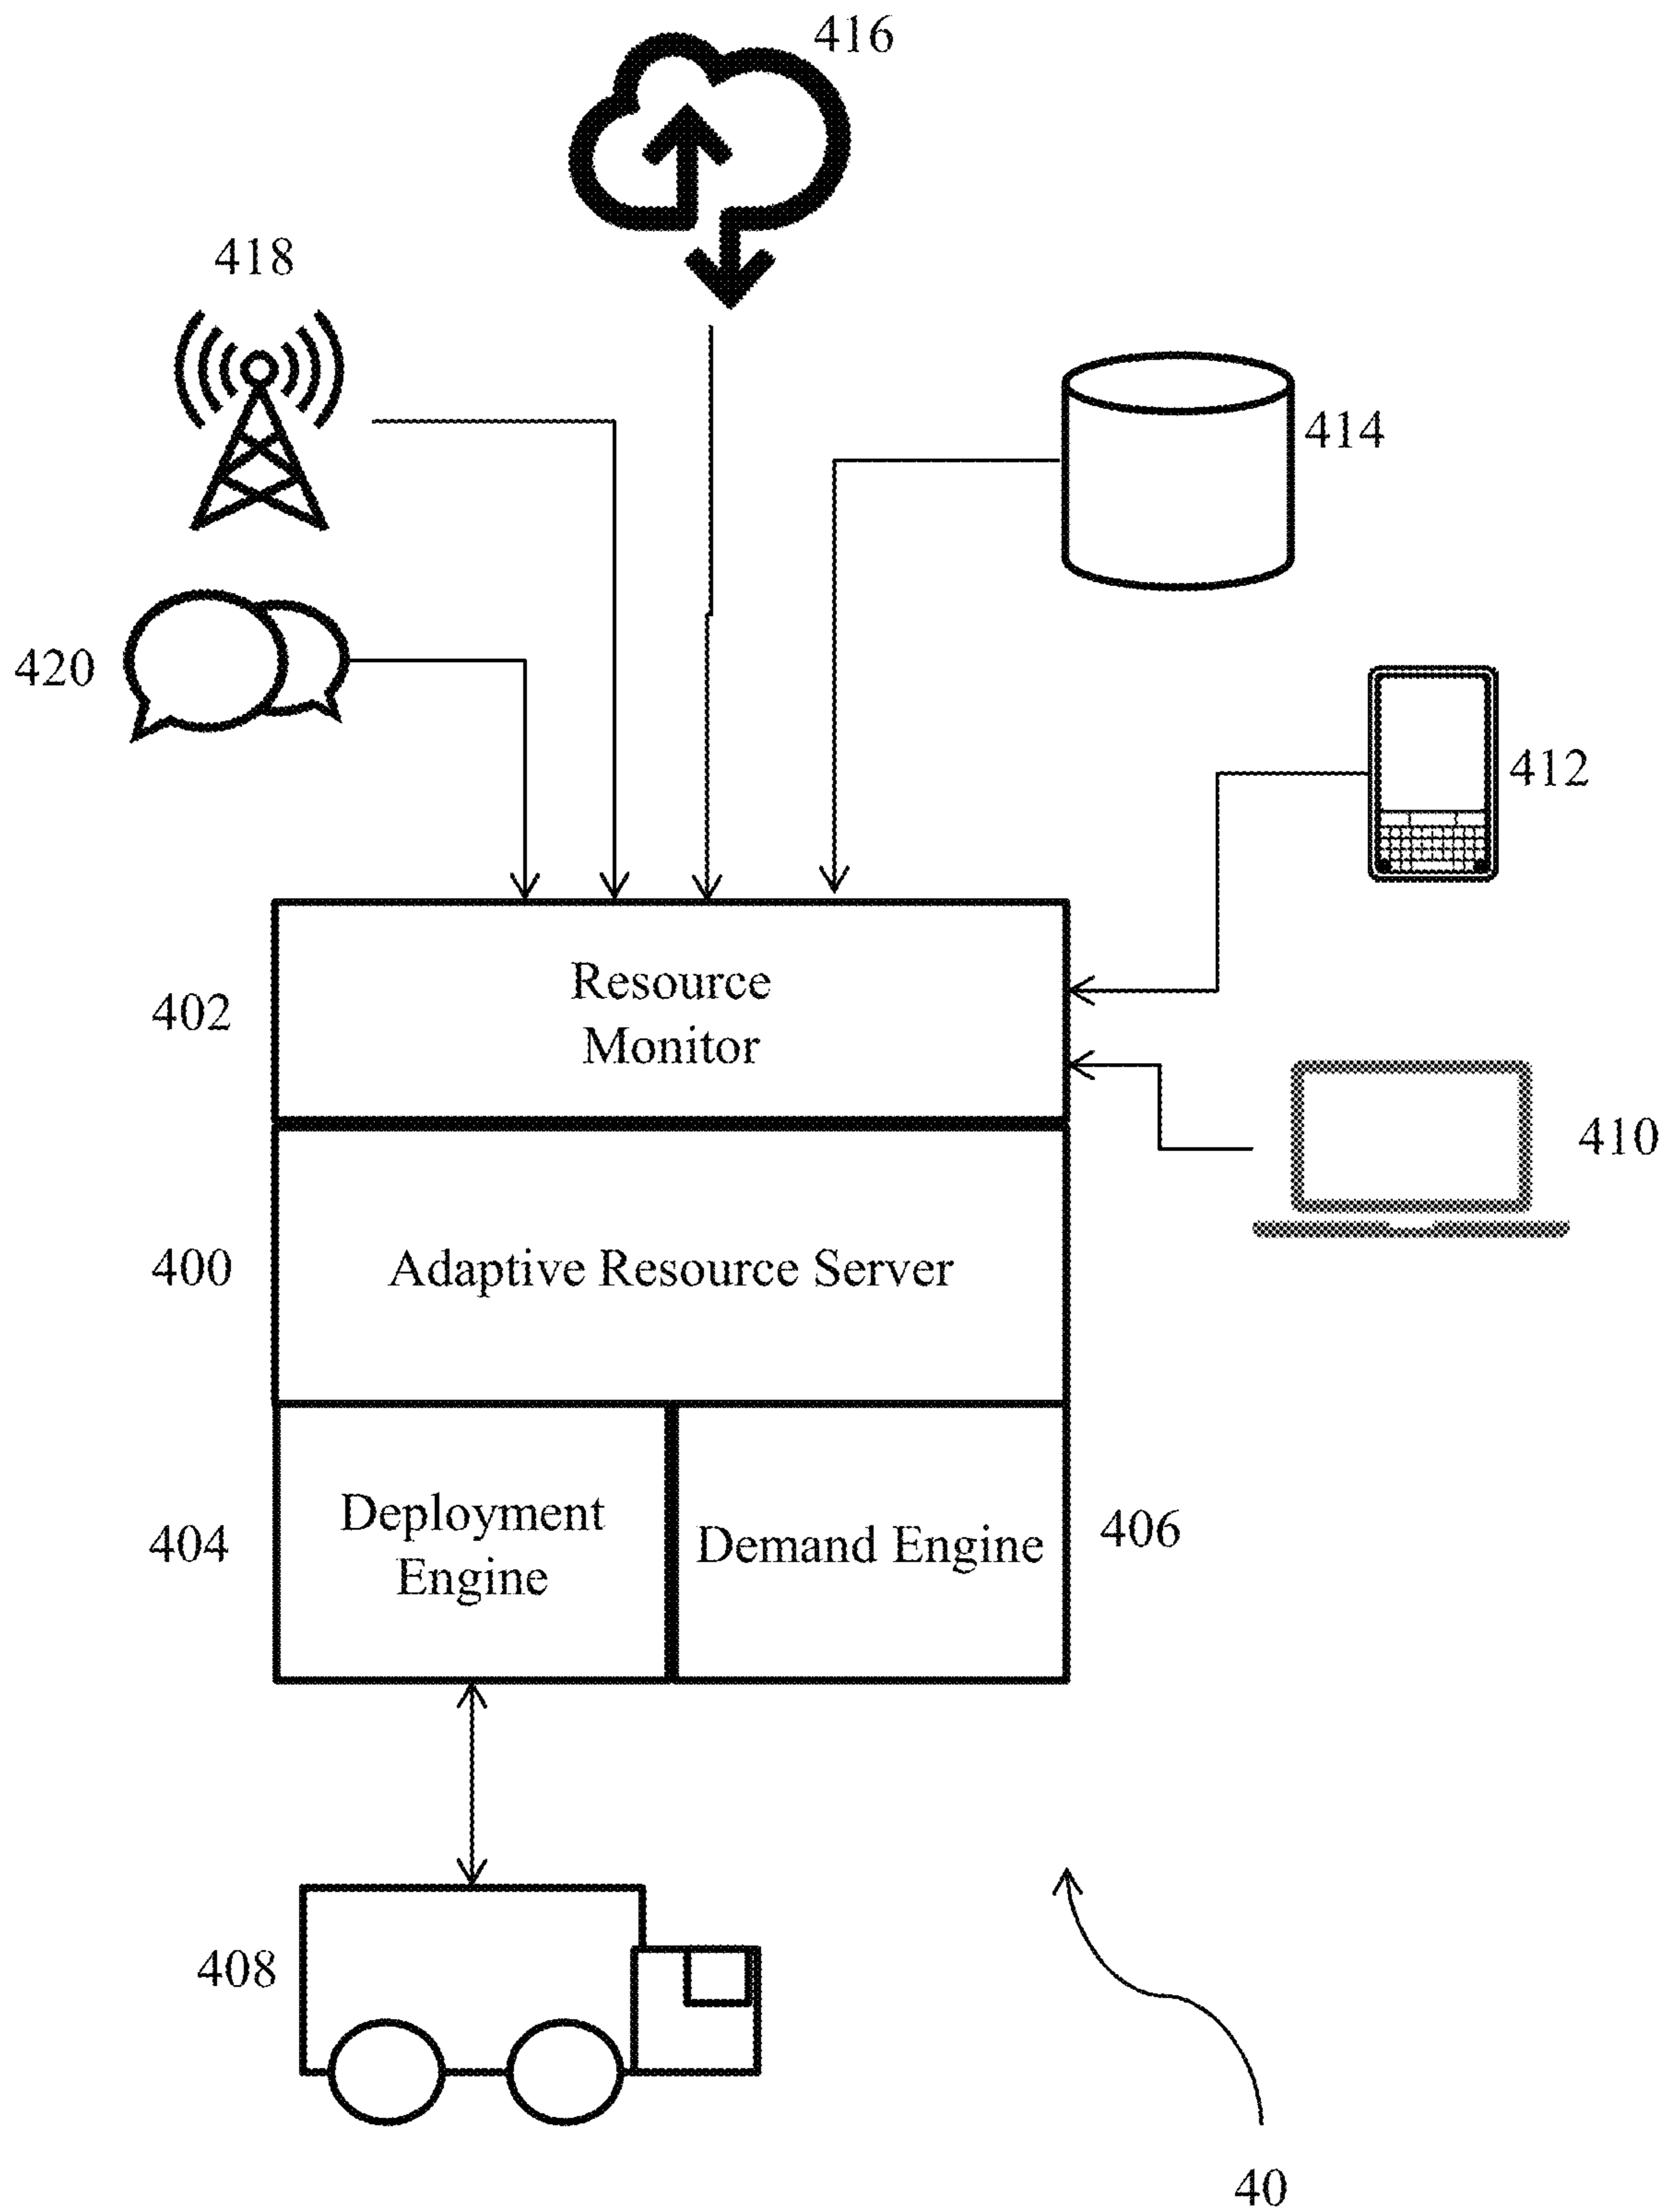 416
418
414
420
412
402
Resource
Monitor
410
400
Adaptive Resource Server
404
Deployment
Engine
Demand Engine
406
408
40